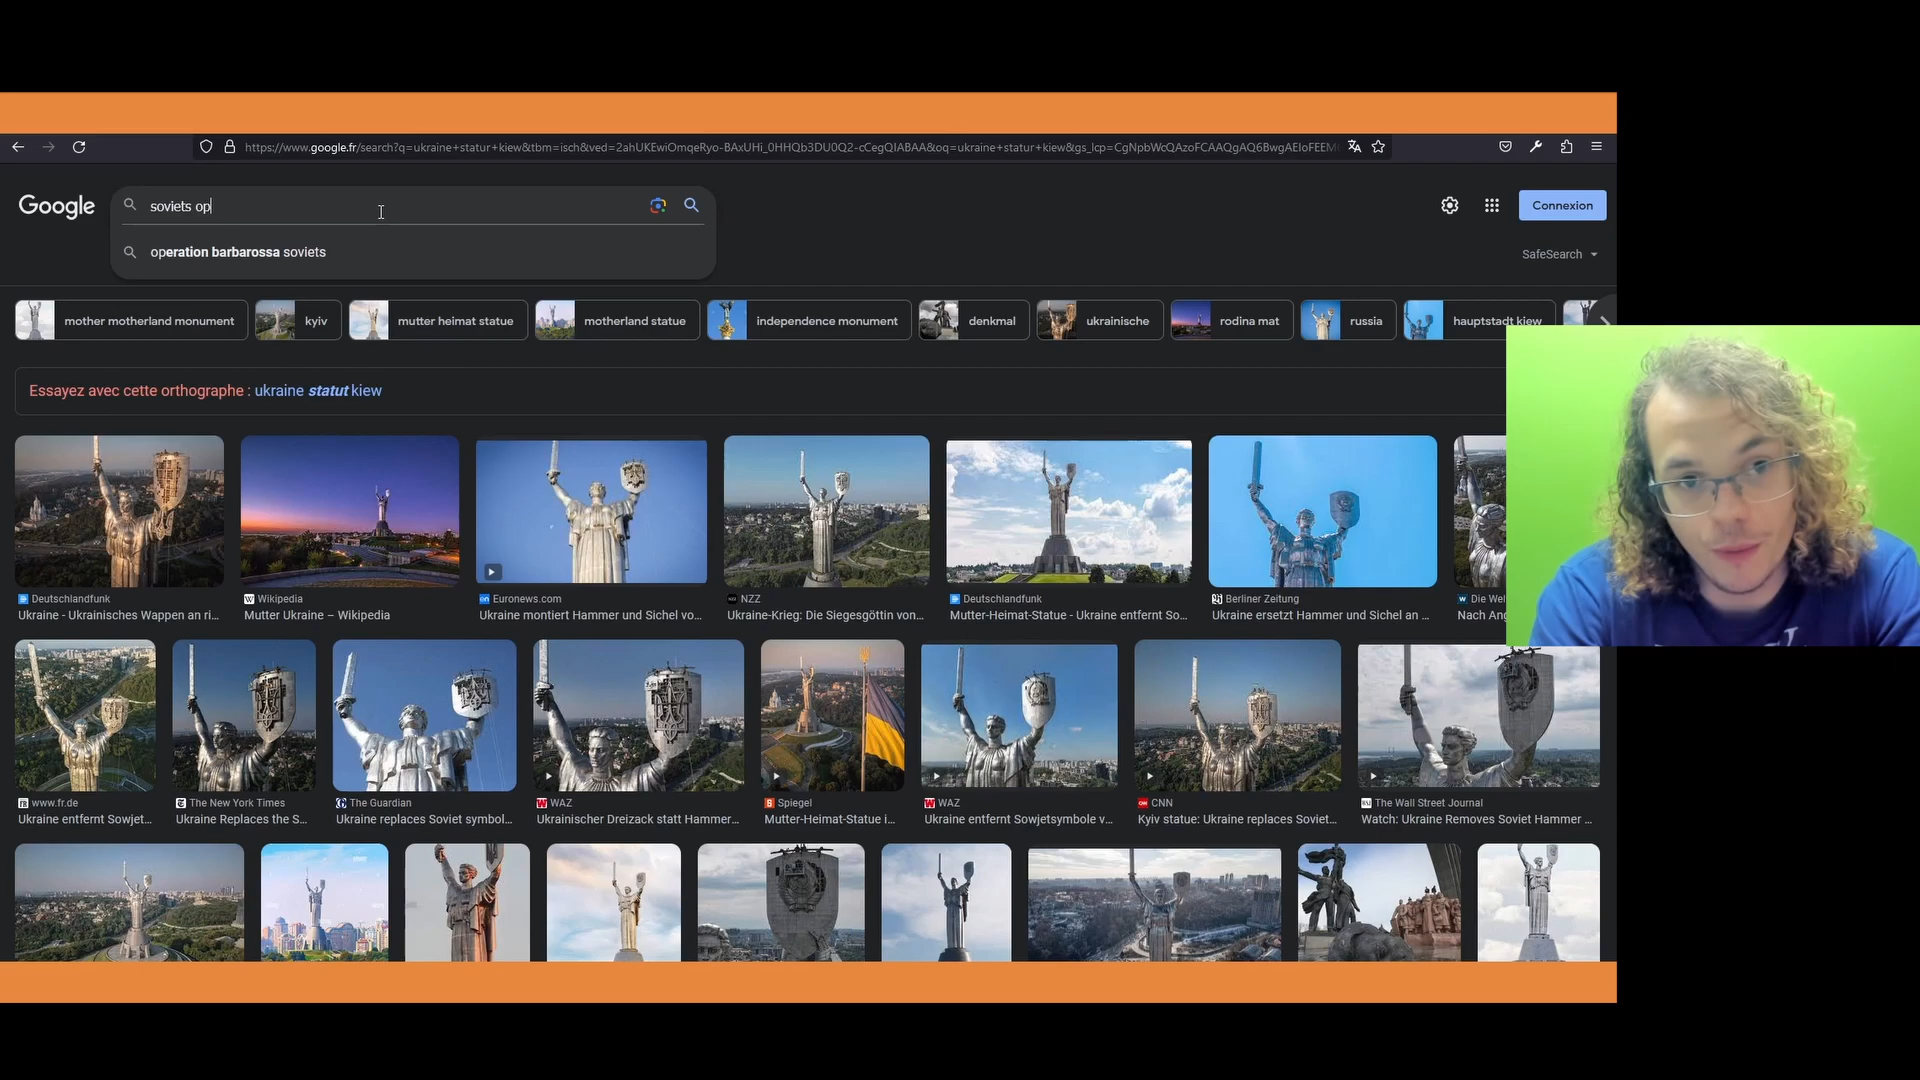 https://www.google.fr/search?q=ukraine+statur+kiew&tbm=isch&ved=2ahUKEwiOmqeRyo-BAxUHi_0HHQb3DU0Q2-cCegQIABAA&oq=ukraine+statur+kiew&gs_lcp=CgNpbWcQAzoFCAAQgAQ6BwgAEIoFEEM
Google
soviets op
Connexion
operation barbarossa soviets
SafeSearch
mother motherland monument
kyiv
mutter heimat statue
motherland statue
independence monument
denkmal
ukrainische
rodina mat
russia
hauptstadt kiew
Essayez avec cette orthographe : ukraine statut kiew
Deutschlandfunk
Ukraine - Ukrainisches Wappen an ri...
Wikipedia
Mutter Ukraine – Wikipedia
Euronews.com
Ukraine montiert Hammer und Sichel vo...
NZZ
Ukraine-Krieg: Die Siegesgöttin von...
Deutschlandfunk
Mutter-Heimat-Statue - Ukraine entfernt So...
Berliner Zeitung
Ukraine ersetzt Hammer und Sichel an ...
Die Wel
Nach Ang
www.fr.de
Ukraine entfernt Sowjet...
The New York Times
Ukraine Replaces the S...
The Guardian
Ukraine replaces Soviet symbol...
WAZ
Ukrainischer Dreizack statt Hammer...
Spiegel
Mutter-Heimat-Statue i...
WAZ
Ukraine entfernt Sowjetsymbole v...
CNN
Kyiv statue: Ukraine replaces Soviet...
The Wall Street Journal
Watch: Ukraine Removes Soviet Hammer ...